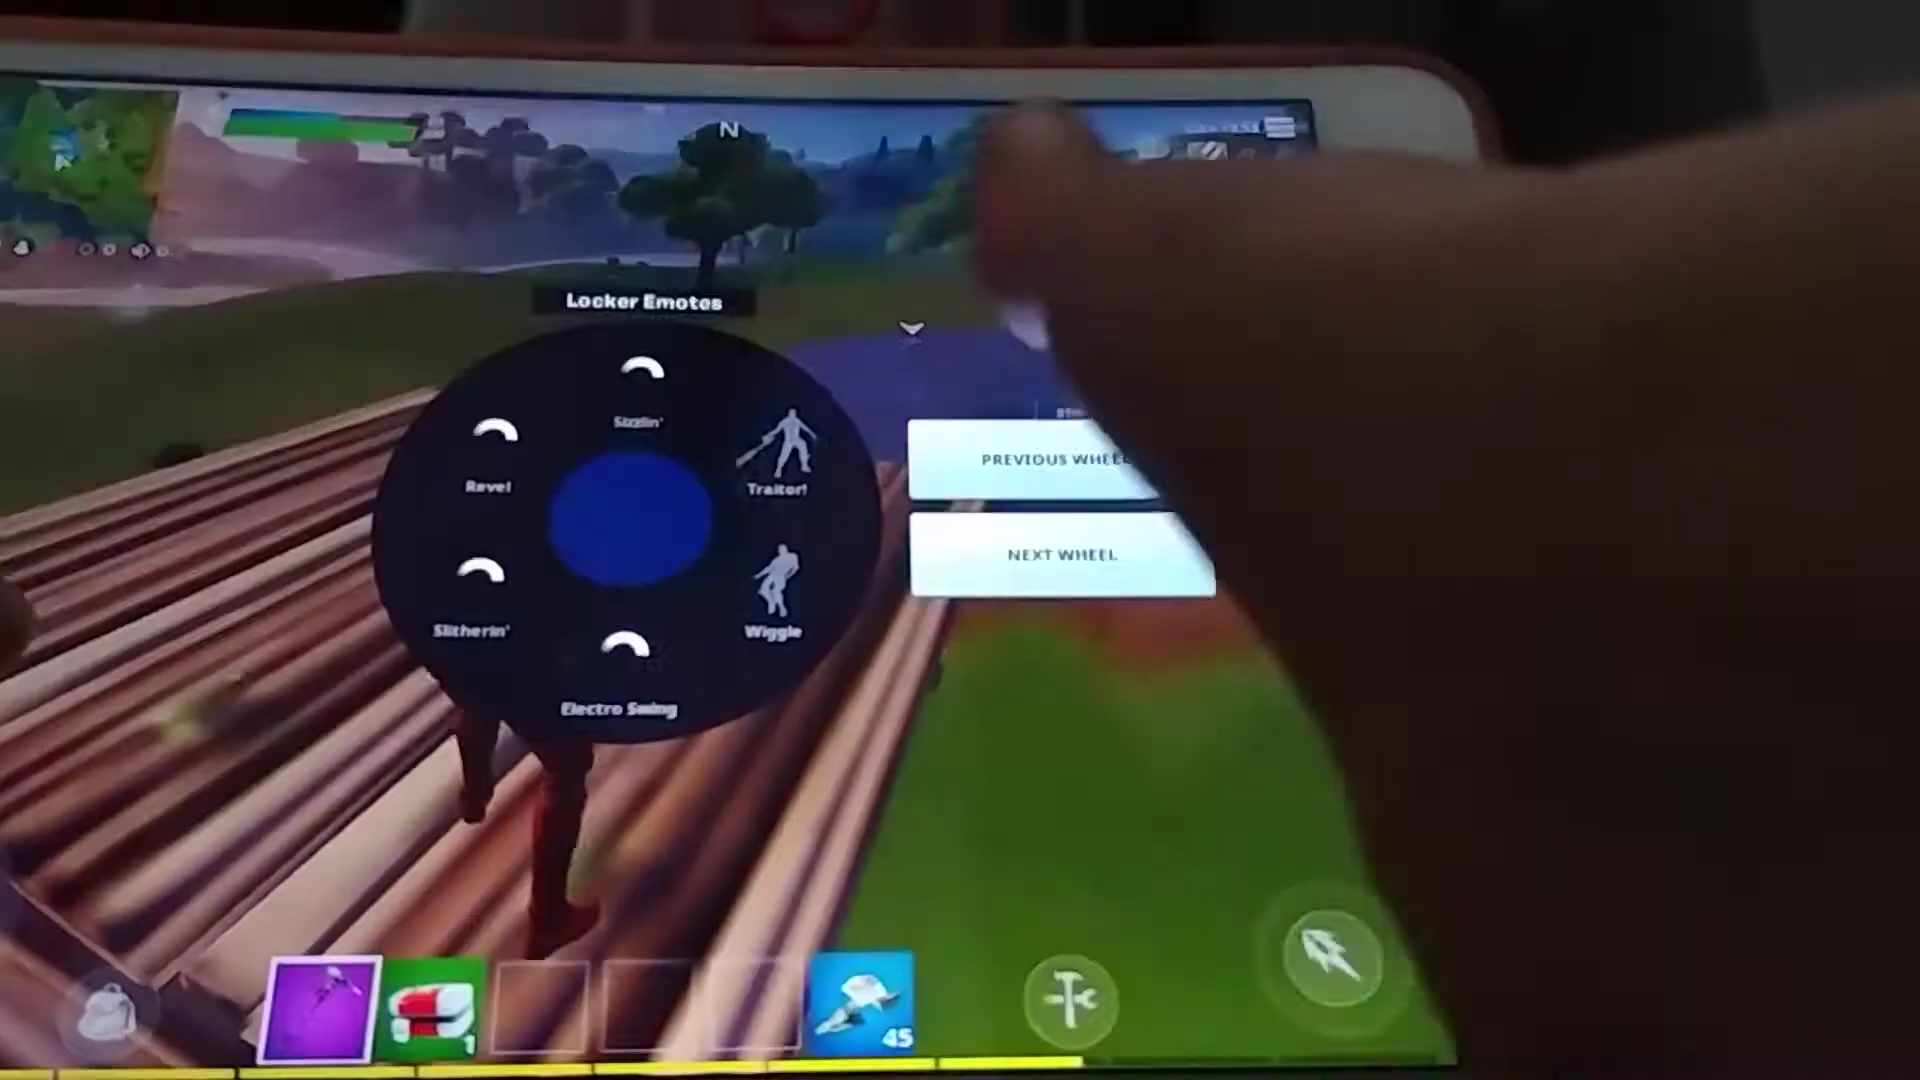 N
Locker Emotes
Sizzlin'
Revel
Traitor!
PREVIOUS WHEEL
NEXT WHEEL
Slitherin'
Wiggle
Electro Swing
1
45